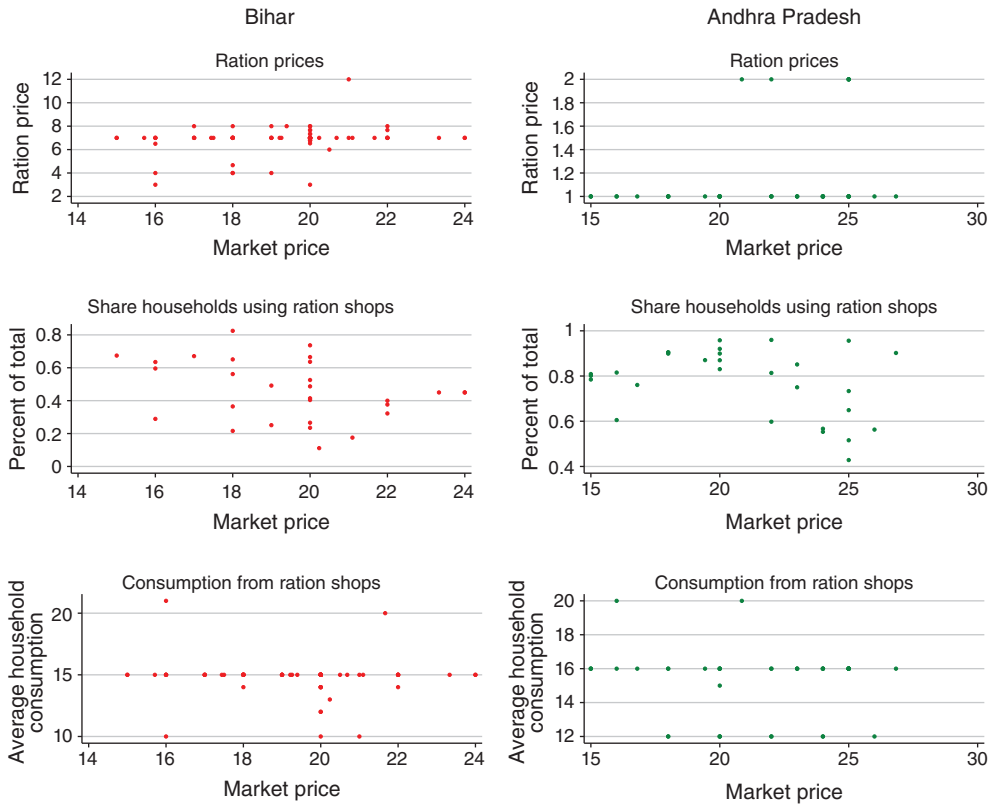 Bihar
Ration prices
Ration price
12
10
8
6
4
2
14 16 18 20 22 24
Market price
Share households using ration shops
Percent of total
0.8
0.6
0.4
0.2
0
14 16 18 20 22 24
Market price
Consumption from ration shops
Average household
consumption
20
15
10
14 16 18 20 22 24
Market price
Andhra Pradesh
Ration prices
Ration price
2
1.8
1.6
1.4
1.2
1
15 20 25 30
Market price
Share households using ration shops
Percent of total
1
0.8
0.6
0.4
15 20 25 30
Market price
Consumption from ration shops
Average household
consumption
20
18
16
14
12
15 20 25 30
Market price